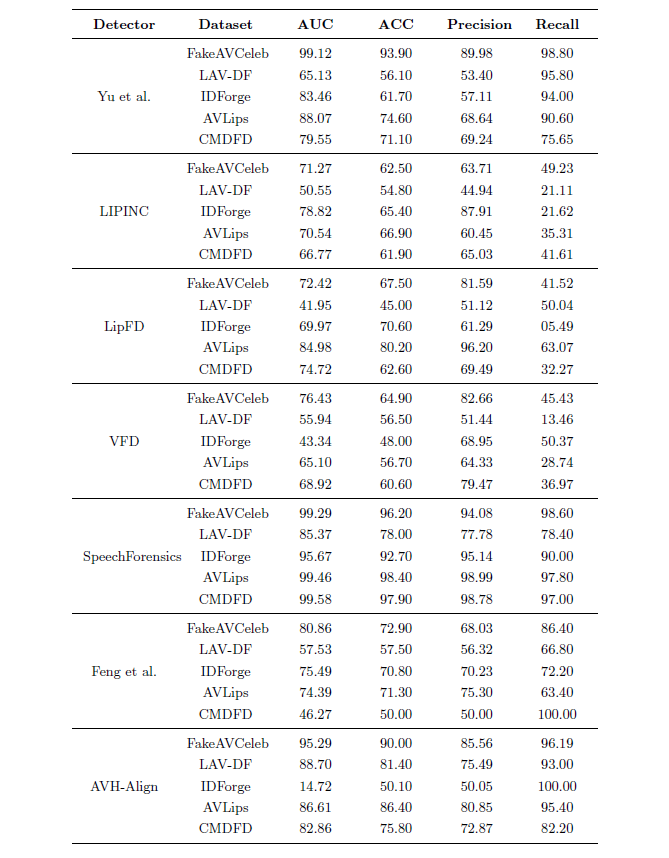 Detector Dataset AUC ACC Precision Recall
FakeAVCeleb 99.12 93.90 89.98 98.80
LAV-DF 65.13 56.10 53.40 95.80
Yu et al. IDForge 83.46 61.70 57.11 94.00
AVLips 88.07 74.60 68.64 90.60
CMDFD 79.55 71.10 69.24 75.65
FakeAVCeleb 71.27 62.50 63.71 49.23
LAV-DF 50.55 54.80 44.94 21.11
LIPINC IDForge 78.82 65.40 87.91 21.62
AVLips 70.54 66.90 60.45 35.31
CMDFD 66.77 61.90 65.03 41.61
FakeAVCeleb 72.42 67.50 81.59 41.52
LAV-DF 41.95 45.00 51.12 50.04
LipFD IDForge 69.97 70.60 61.29 05.49
AVLips 84.98 80.20 96.20 63.07
CMDFD 74.72 62.60 69.49 32.27
FakeAVCeleb 76.43 64.90 82.66 45.43
LAV-DF 55.94 56.50 51.44 13.46
VFD IDForge 43.34 48.00 68.95 50.37
AVLips 65.10 56.70 64.33 28.74
CMDFD 68.92 60.60 79.47 36.97
FakeAVCeleb 99.29 96.20 94.08 98.60
LAV-DF 85.37 78.00 77.78 78.40
SpeechForensics IDForge 95.67 92.70 95.14 90.00
AVLips 99.46 98.40 98.99 97.80
CMDFD 99.58 97.90 98.78 97.00
FakeAVCeleb 80.86 72.90 68.03 86.40
LAV-DF 57.53 57.50 56.32 66.80
Feng et al. IDForge 75.49 70.80 70.23 72.20
AVLips 74.39 71.30 75.30 63.40
CMDFD 46.27 50.00 50.00 100.00
FakeAVCeleb 95.29 90.00 85.56 96.19
LAV-DF 88.70 81.40 75.49 93.00
AVH-Align IDForge 14.72 50.10 50.05 100.00
AVLips 86.61 86.40 80.85 95.40
CMDFD 82.86 75.80 72.87 82.20